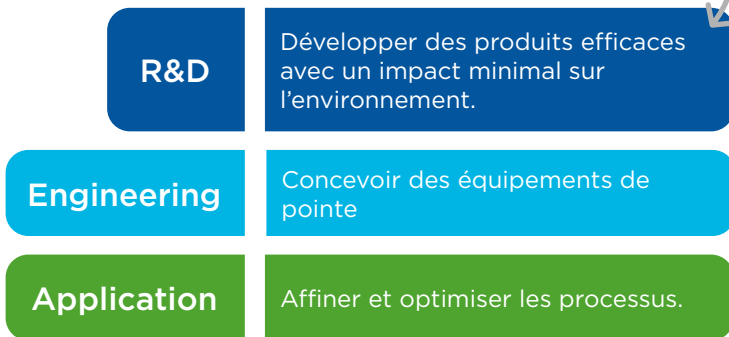 R&D
Développer des produits efficaces
avec un impact minimal sur
l’environnement.
Engineering
Concevoir des équipements de
pointe
Application
Affiner et optimiser les processus.